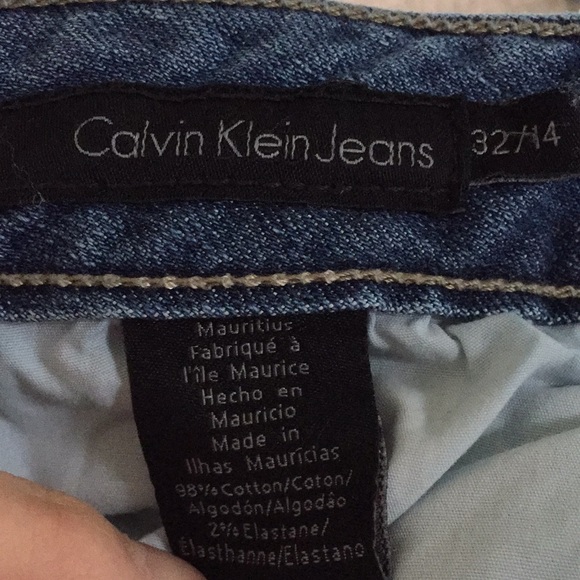 Calvin Klein Jeans 32/14
Mauritius
Fabriqué à
l'île Maurice
Hecho en
Mauricio
Made in
Ilhas Maurícias
98% Cotton/Coton/
Algodón/Algodâo
2% Elastane/
Élasthanne/Elastano